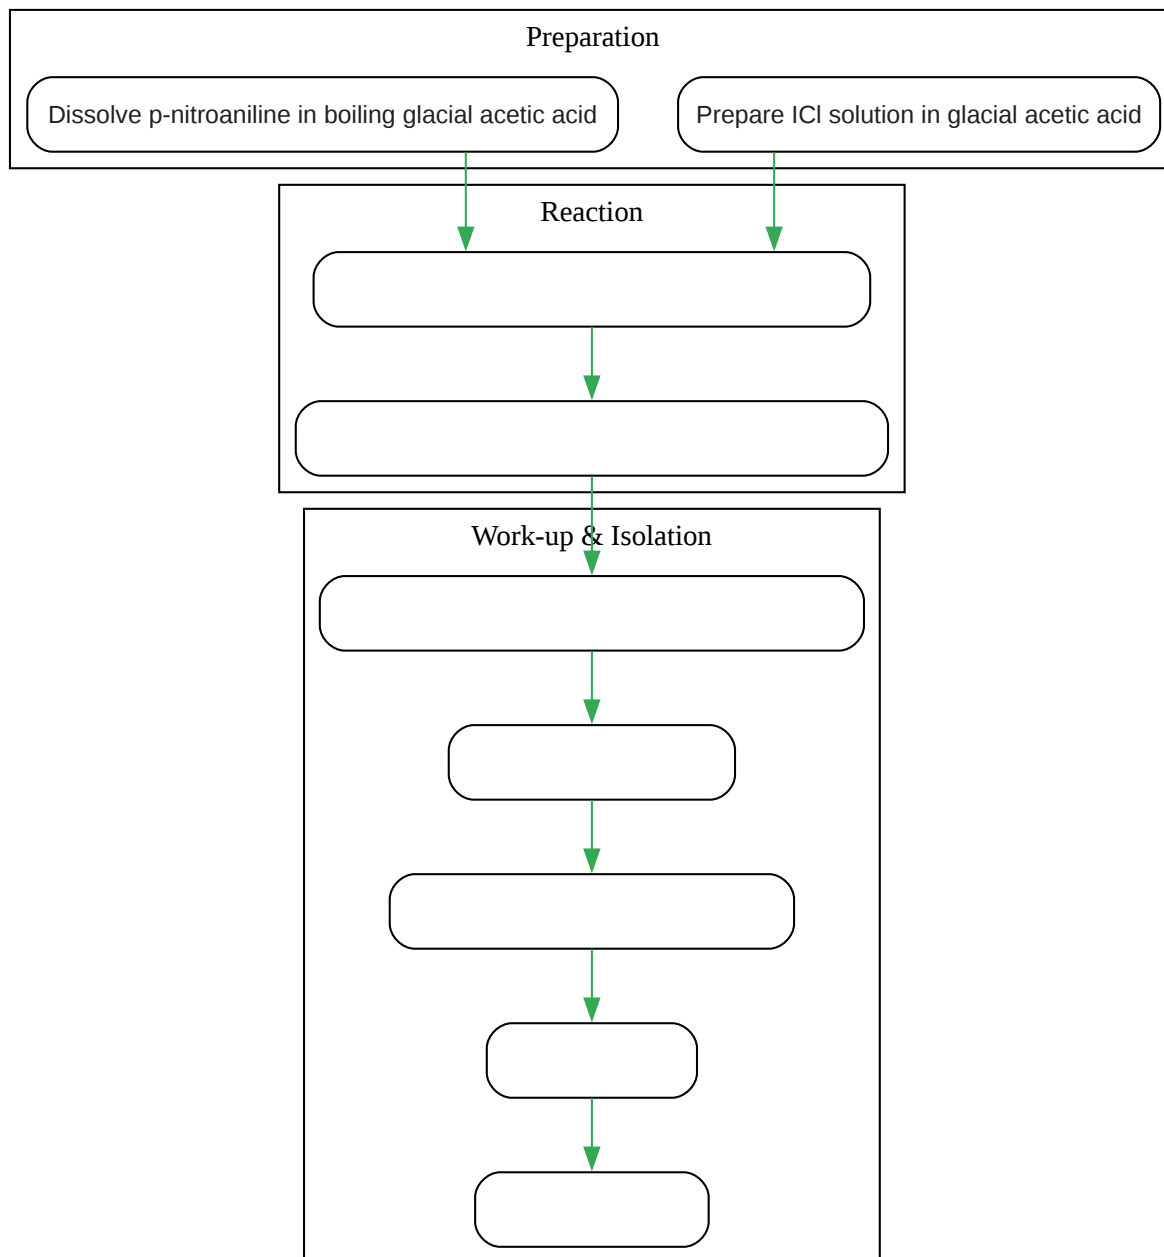 Preparation
Dissolve p-nitroaniline in boiling glacial acetic acid
Prepare ICl solution in glacial acetic acid
Reaction
Work-up & Isolation